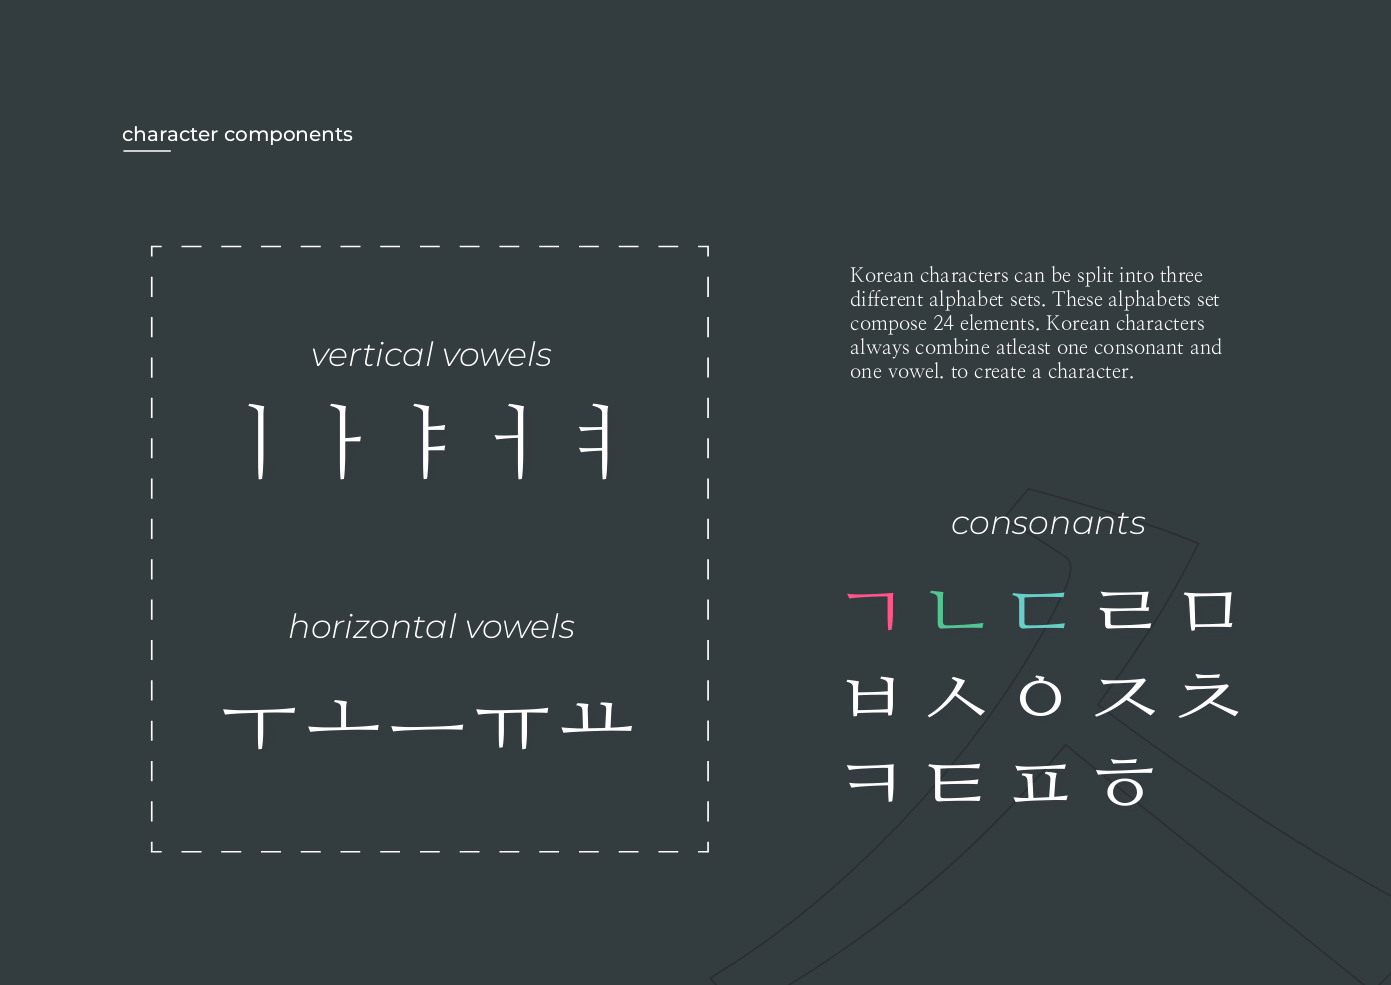 character components
vertical vowels
ㅣ ㅏ ㅑ ㅓ ㅕ
horizontal vowels
ㅜ ㅗ ㅡ ㅠ ㅛ
Korean characters can be split into three
different alphabet sets. These alphabets set
compose 24 elements. Korean characters
always combine atleast one consonant and
one vowel. to create a character.
consonants
ㄱ ㄴ ㄷ ㄹ ㅁ
ㅂ ㅅ ㅇ ㅈ ㅊ
ㅋ ㅌ ㅍ ㅎ